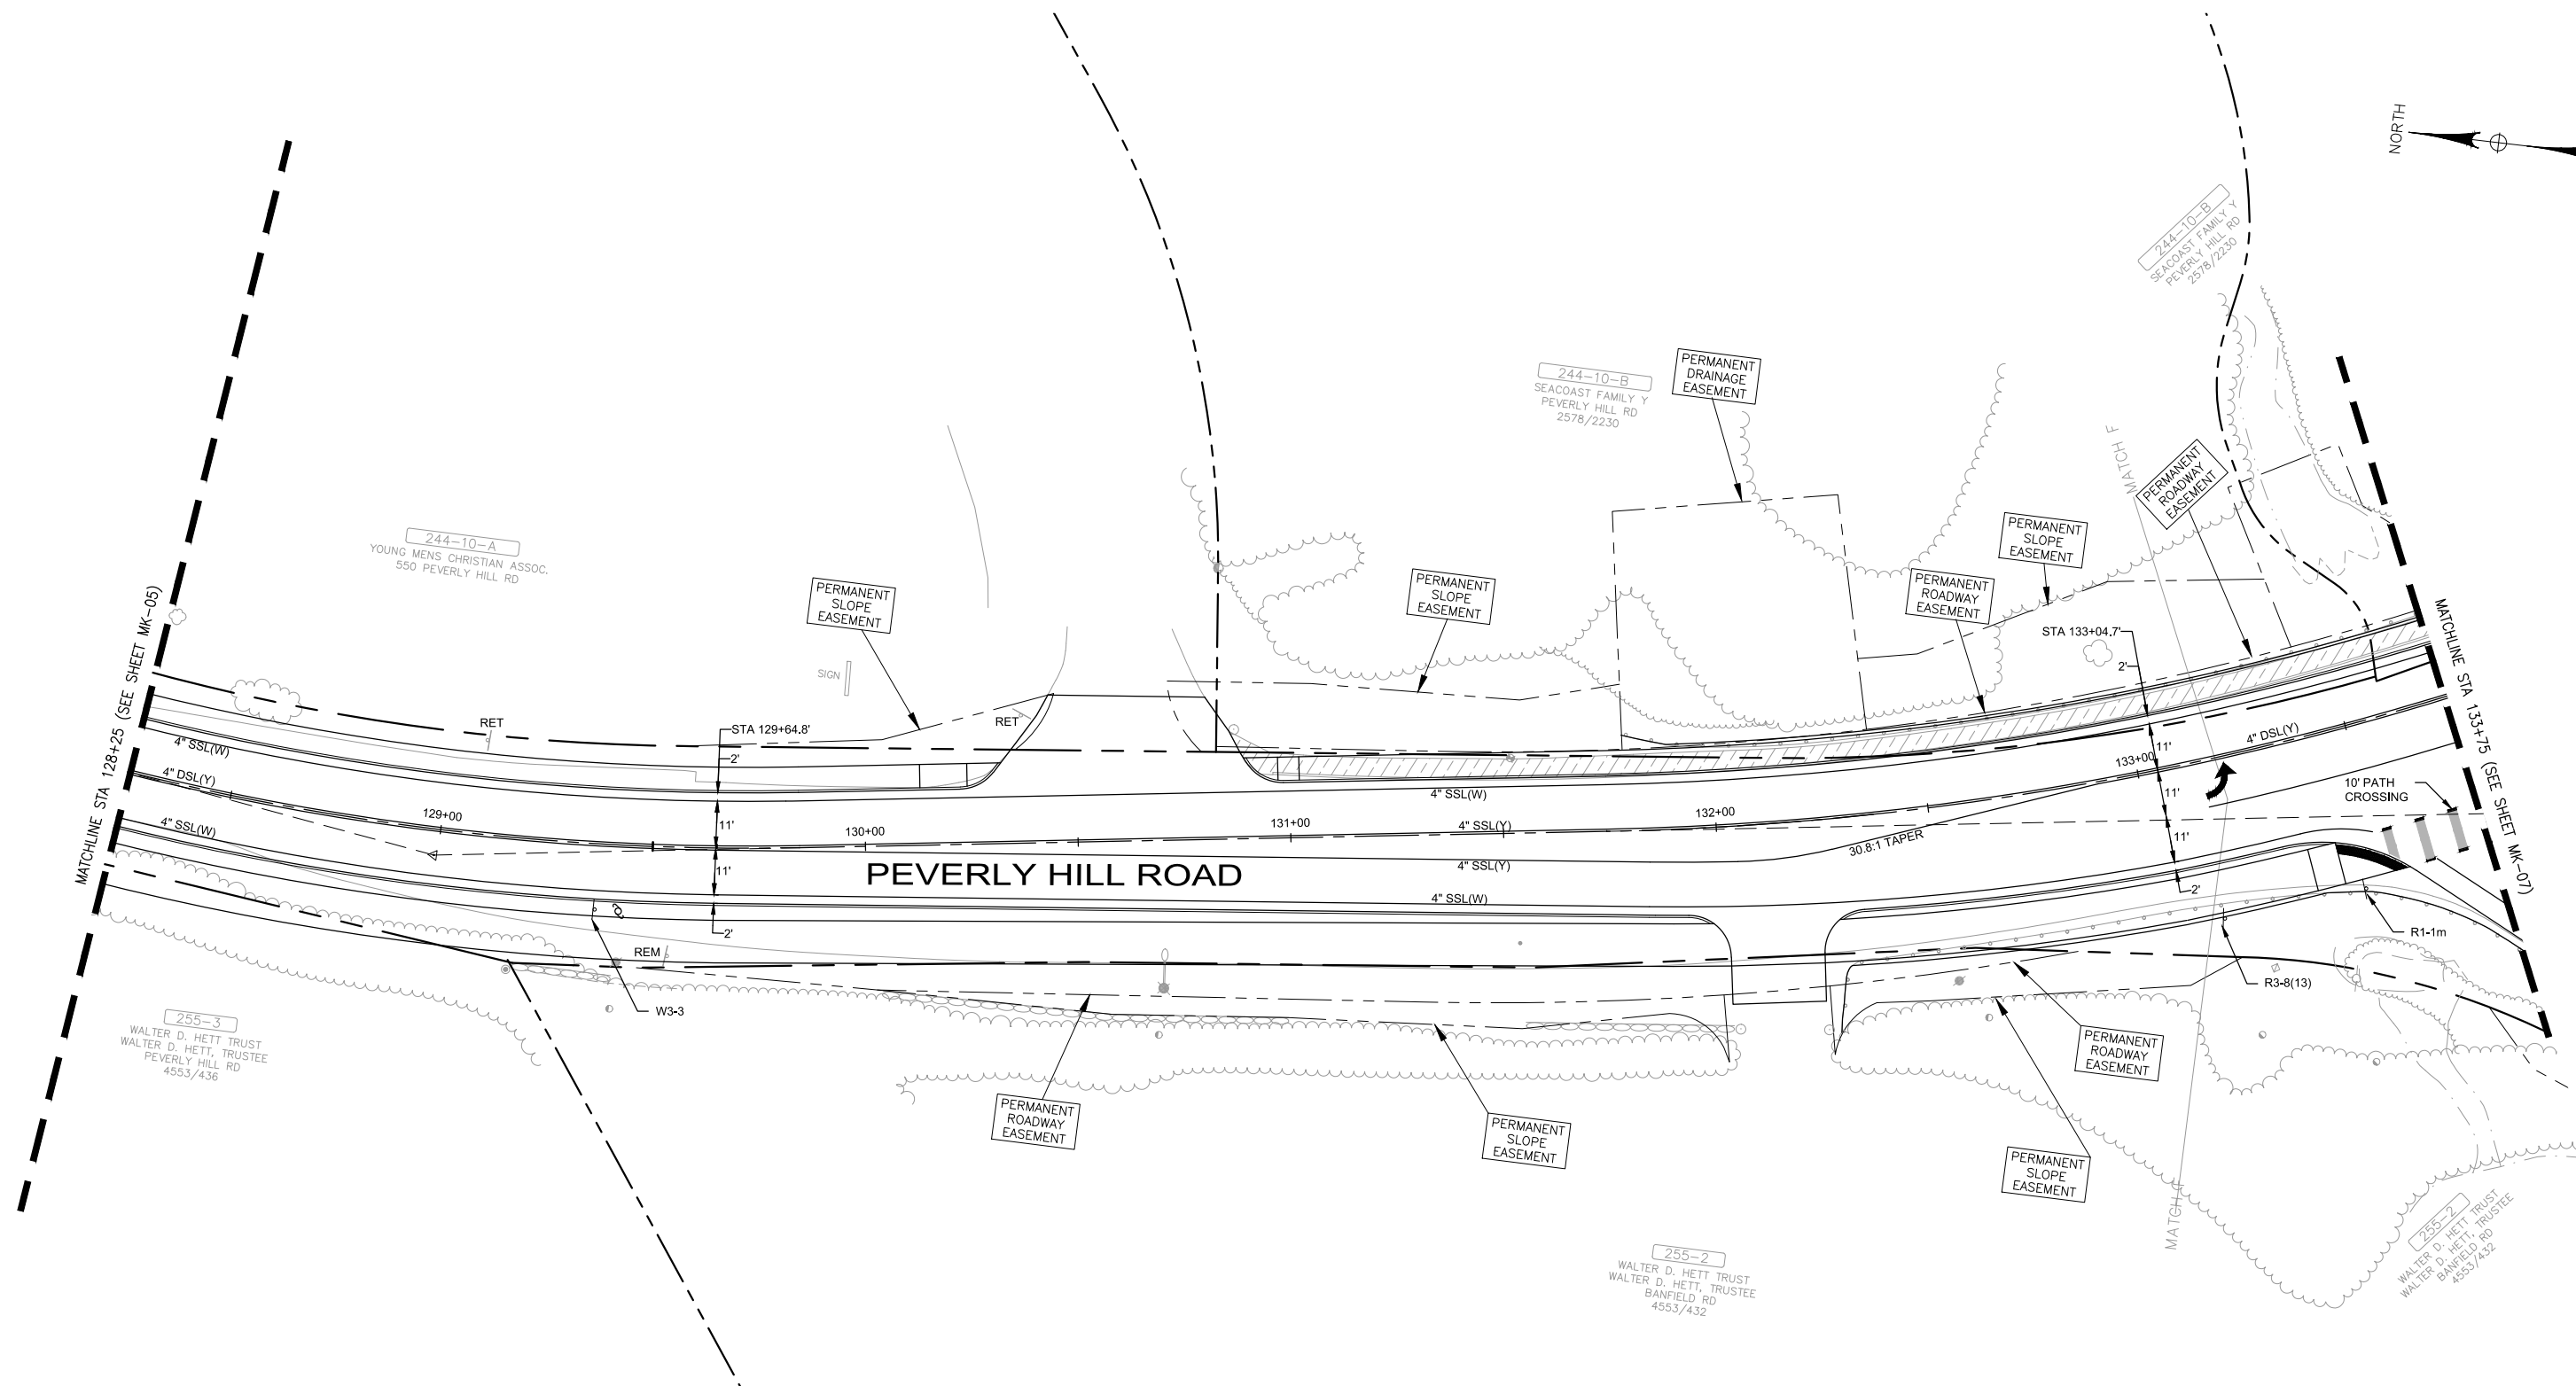 NORTH
244-10-B
SEACOAST FAMILY Y
PEVERLY HILL RD
2578/2230
244-10-B
SEACOAST FAMILY Y
PEVERLY HILL RD
2578/2230
PERMANENT
DRAINAGE
EASEMENT
MATCH F
PERMANENT
ROADWAY
EASEMENT
PERMANENT
SLOPE
EASEMENT
244-10-A
YOUNG MENS CHRISTIAN ASSOC.
550 PEVERLY HILL RD
PERMANENT
SLOPE
EASEMENT
PERMANENT
SLOPE
EASEMENT
PERMANENT
ROADWAY
EASEMENT
STA 133+04.7'
2'
SIGN
RET
RET
STA 129+64.8'
2'
MATCHLINE STA 128+25 (SEE SHEET MK-05)
MATCHLINE STA 133+75 (SEE SHEET MK-07)
4" SSL(W)
4" DSL(Y)
4" SSL(W)
129+00
130+00
131+00
132+00
133+00
4" SSL(W)
4" SSL(Y)
4" SSL(Y)
4" SSL(W)
4" DSL(Y)
11'
11'
2'
11'
11'
11'
2'
30.8:1 TAPER
PEVERLY HILL ROAD
10' PATH
CROSSING
R1-1m
R3-8(13)
REM
W3-3
255-3
WALTER D. HETT TRUST
WALTER D. HETT, TRUSTEE
PEVERLY HILL RD
4553/436
PERMANENT
ROADWAY
EASEMENT
PERMANENT
SLOPE
EASEMENT
PERMANENT
ROADWAY
EASEMENT
PERMANENT
SLOPE
EASEMENT
MATCH F
255-2
WALTER D. HETT TRUST
WALTER D. HETT, TRUSTEE
BANFIELD RD
4553/432
255-2
WALTER D. HETT TRUST
WALTER D. HETT, TRUSTEE
BANFIELD RD
4553/432